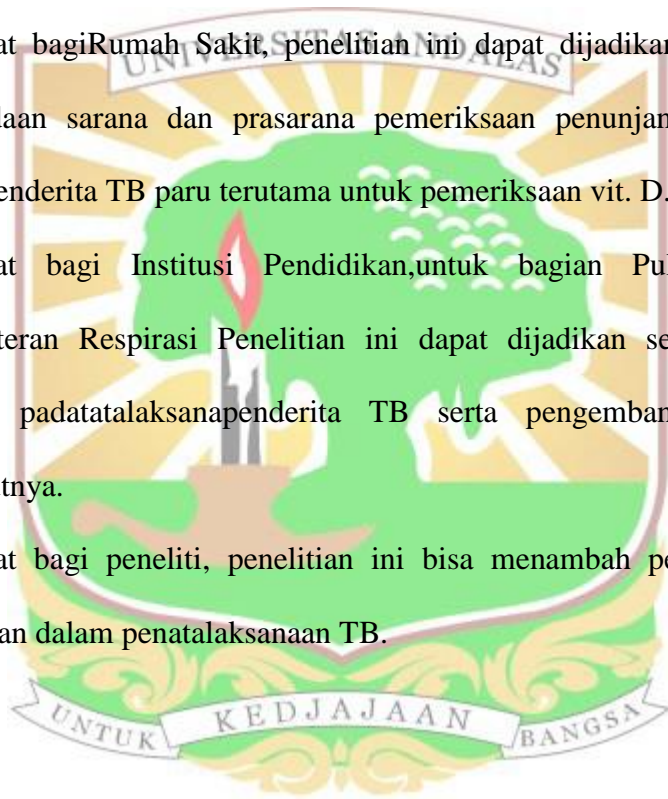 UNIVERSITAS ANDALAS
at bagiRumah Sakit, penelitian ini dapat dijadikan
daan sarana dan prasarana pemeriksaan penunjan
enderita TB paru terutama untuk pemeriksaan vit. D.
at bagi Institusi Pendidikan,untuk bagian Pul
teran Respirasi Penelitian ini dapat dijadikan se
padatatalaksanapenderita TB serta pengemban
tnya.
at bagi peneliti, penelitian ini bisa menambah pe
an dalam penatalaksanaan TB.
UNTUK KEDJAJAAN BANGSA